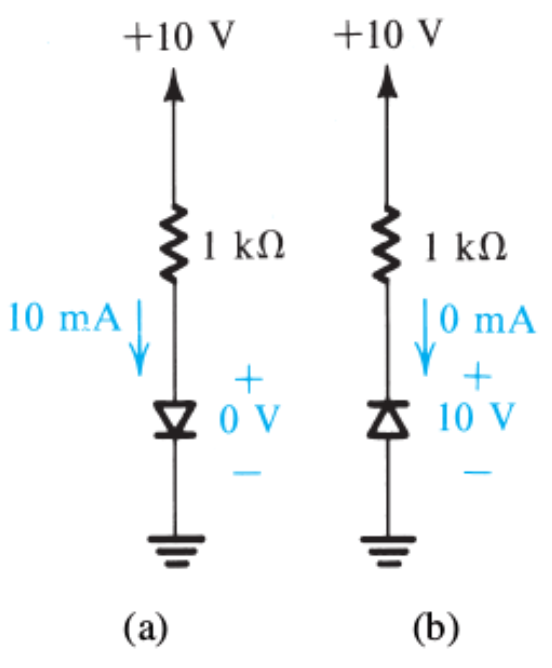 +10 V
1 kΩ
10 mA
+
0 V
−
(a)
+10 V
1 kΩ
0 mA
+
10 V
−
(b)